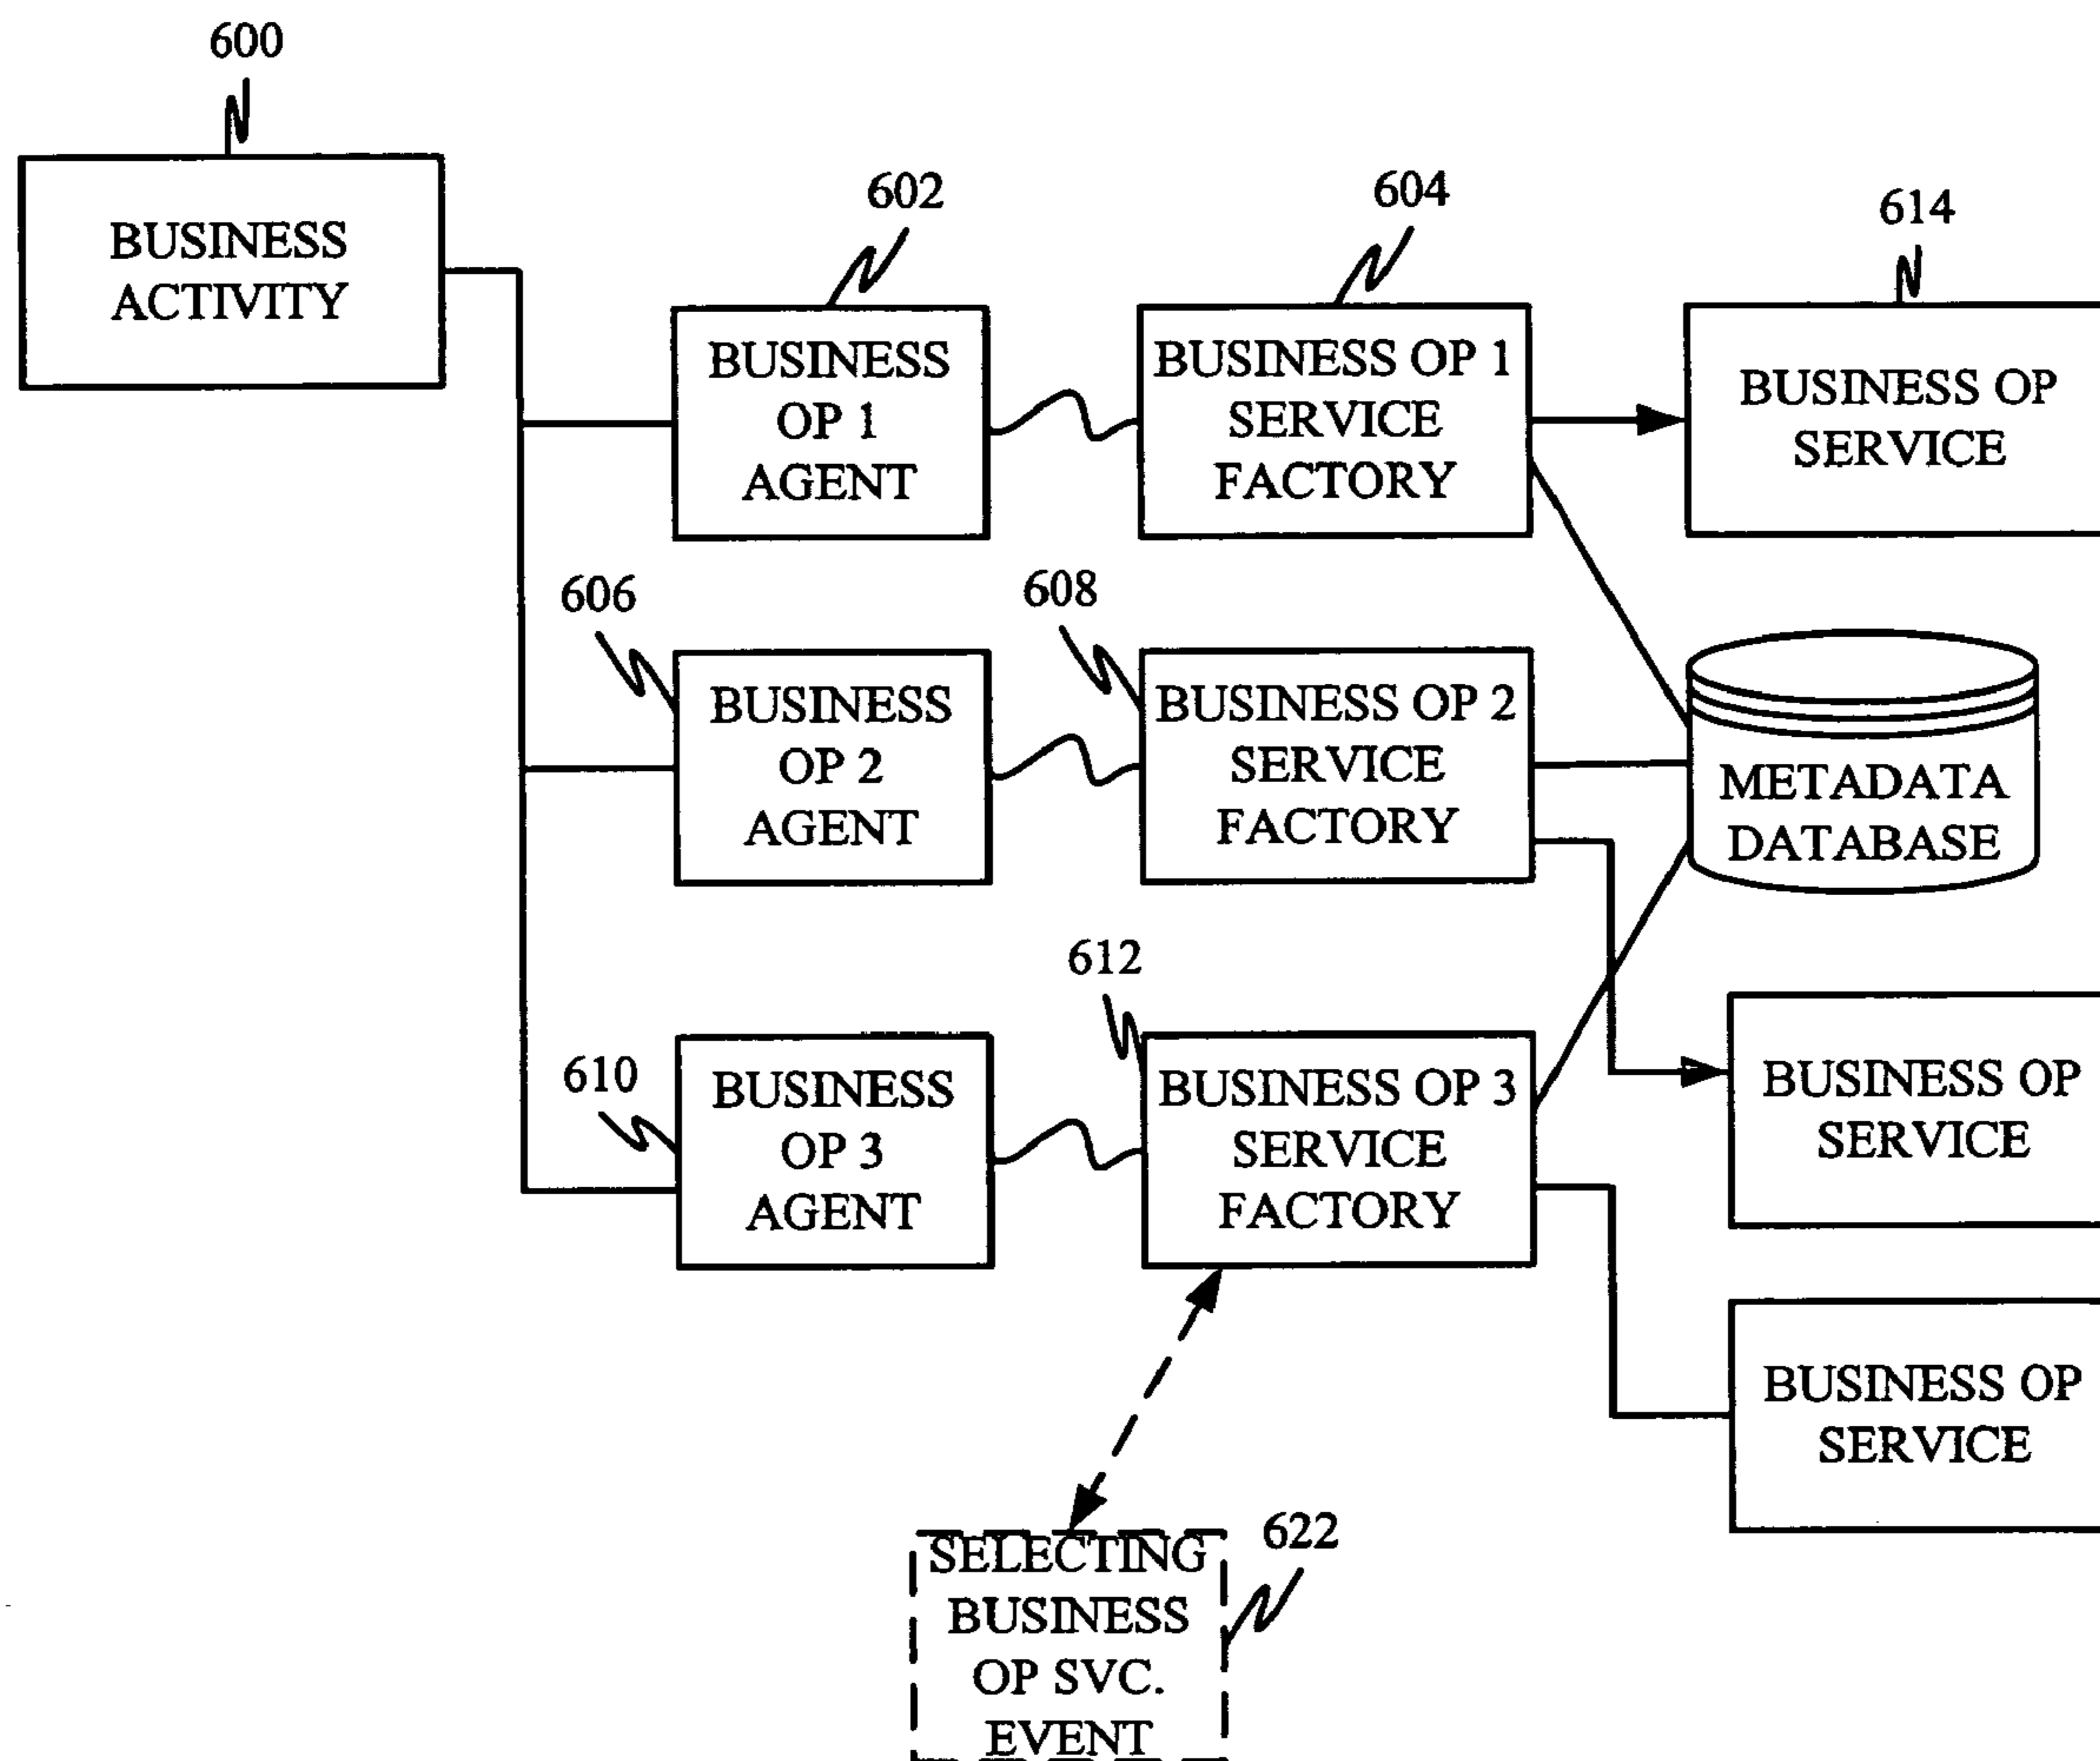 600
BUSINESS
ACTIVITY
602
BUSINESS
OP 1
AGENT
604
BUSINESS OP 1
SERVICE
FACTORY
614
BUSINESS OP
SERVICE
606
BUSINESS
OP 2
AGENT
608
BUSINESS OP 2
SERVICE
FACTORY
METADATA
DATABASE
610
BUSINESS
OP 3
AGENT
612
BUSINESS OP 3
SERVICE
FACTORY
BUSINESS OP
SERVICE
BUSINESS OP
SERVICE
SELECTING
BUSINESS
OP SVC.
EVENT
622